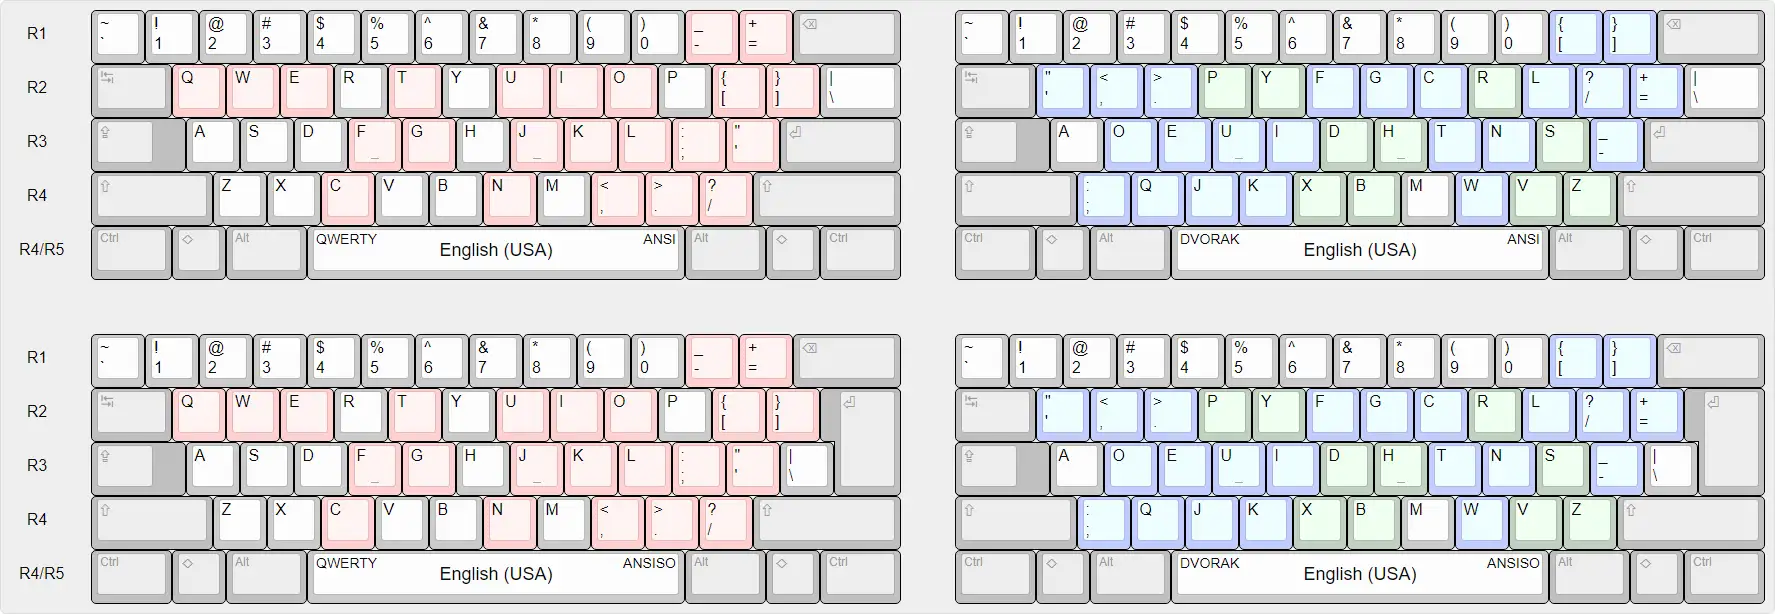 R1 ~ ! @ # $ % ^ & * ( ) _ + ~ ! @ # $ % ^ & * ( ) { }
` 1 2 3 4 5 6 7 8 9 0 - = ` 1 2 3 4 5 6 7 8 9 0 [ ]
R2 Q W E R T Y U I O P { } | " < > P Y F G C R L ? + |
[ ] \ ' , . / = \
R3 A S D F G H J K L : " A O E U I D H T N S _
_ _ ; ' _ _ -
R4 Z X C V B N M < > ? : Q J K X B M W V Z
, . / ;
R4/R5 Ctrl Alt QWERTY English (USA) ANSI Alt Ctrl Ctrl Alt DVORAK English (USA) ANSI Alt Ctrl
R1 ~ ! @ # $ % ^ & * ( ) _ + ~ ! @ # $ % ^ & * ( ) { }
` 1 2 3 4 5 6 7 8 9 0 - = ` 1 2 3 4 5 6 7 8 9 0 [ ]
R2 Q W E R T Y U I O P { } " < > P Y F G C R L ? +
[ ] ' , . / =
R3 A S D F G H J K L : " | A O E U I D H T N S _ |
_ _ ; ' \ _ _ - \
R4 Z X C V B N M < > ? : Q J K X B M W V Z
, . / ;
R4/R5 Ctrl Alt QWERTY English (USA) ANSISO Alt Ctrl Ctrl Alt DVORAK English (USA) ANSISO Alt Ctrl